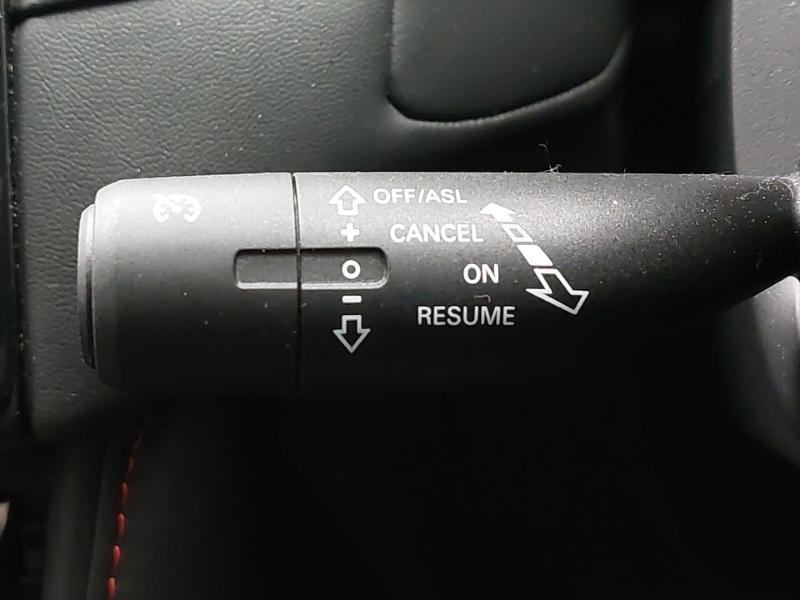 OFF/ASL
+ CANCEL
O ON
– RESUME